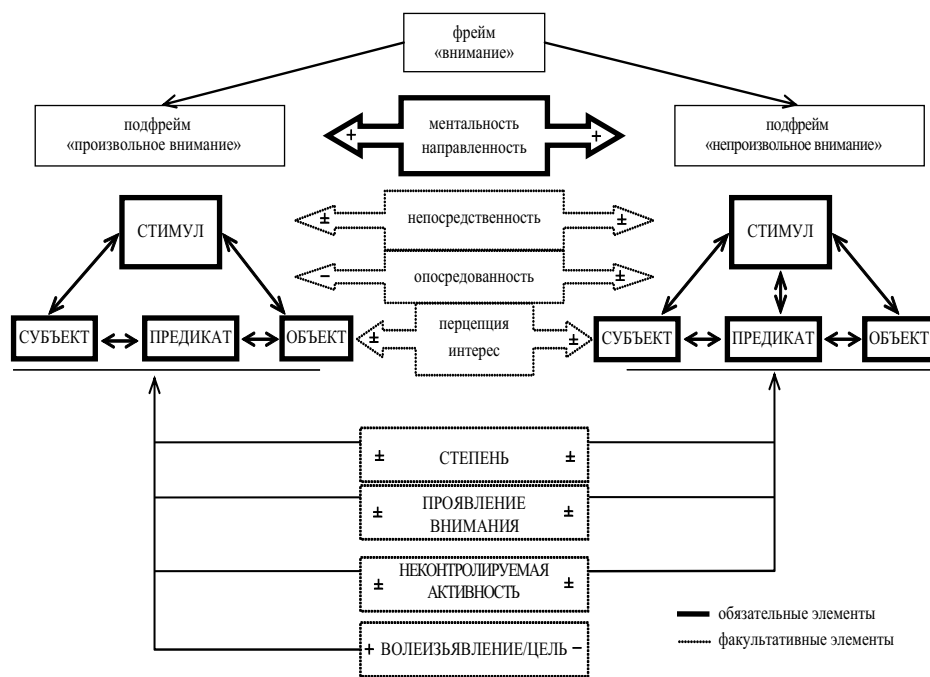 фрейм
«внимание»
подфрейм
«произвольное внимание»
+ ментальность +
направленность
подфрейм
«непроизвольное внимание»
± непосредственность ±
− опосредованность ±
СТИМУЛ
СТИМУЛ
СУБЪЕКТ ПРЕДИКАТ ОБЪЕКТ
± перцепция ±
интерес
СУБЪЕКТ ПРЕДИКАТ ОБЪЕКТ
± СТЕПЕНЬ ±
± ПРОЯВЛЕНИЕ ±
ВНИМАНИЯ
± НЕКОНТРОЛИРУЕМАЯ ±
АКТИВНОСТЬ
+ ВОЛЕИЗЬЯВЛЕНИЕ/ЦЕЛЬ −
обязательные элементы
факультативные элементы